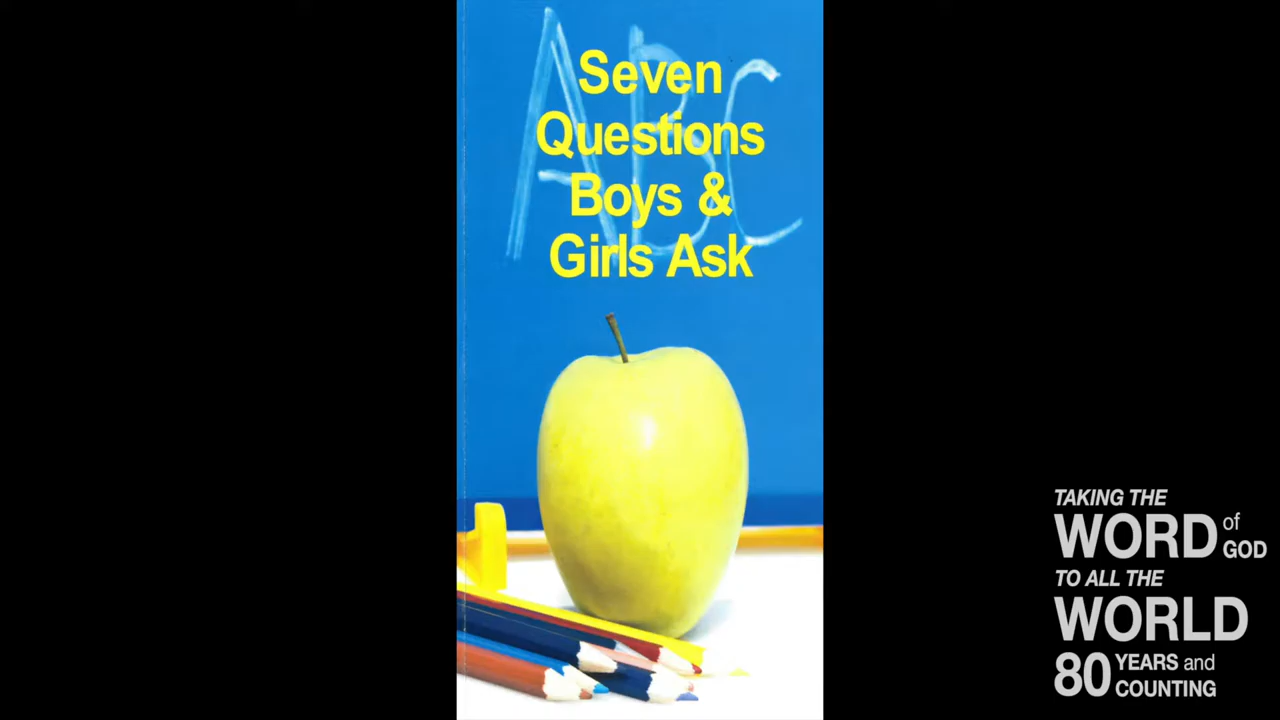 ABC
Seven
Questions
Boys &
Girls Ask
TAKING THE
WORD of GOD
TO ALL THE
WORLD
80 YEARS and
COUNTING